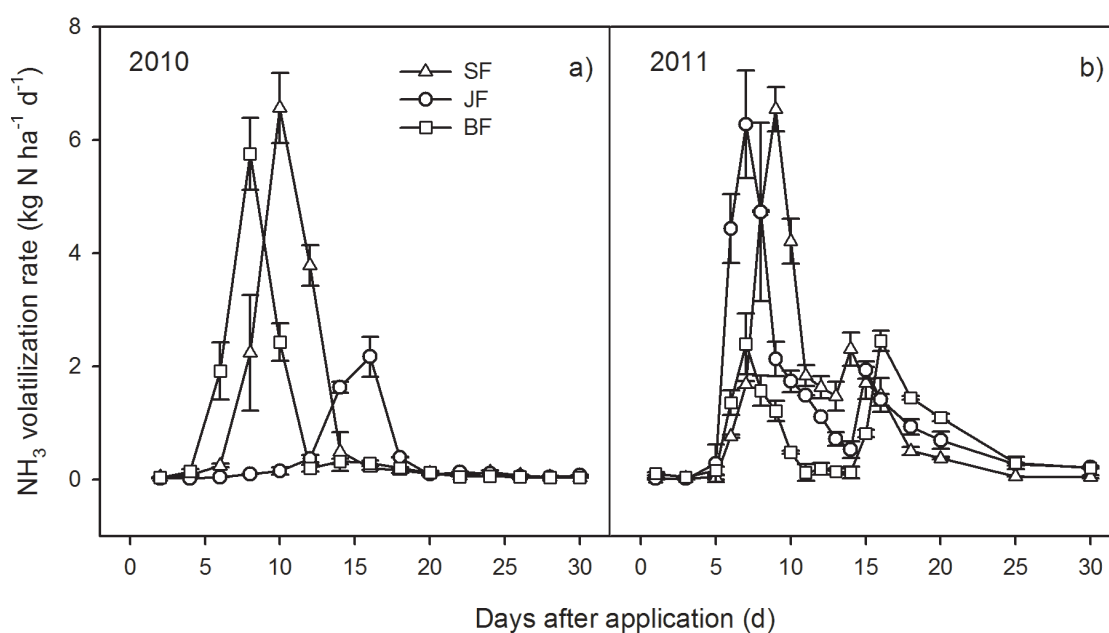 NH₃ volatilization rate (kg N ha⁻¹ d⁻¹)
8
6
4
2
0
2010
a)
SF
JF
BF
2011
b)
0 5 10 15 20 25 30 0 5 10 15 20 25 30
Days after application (d)